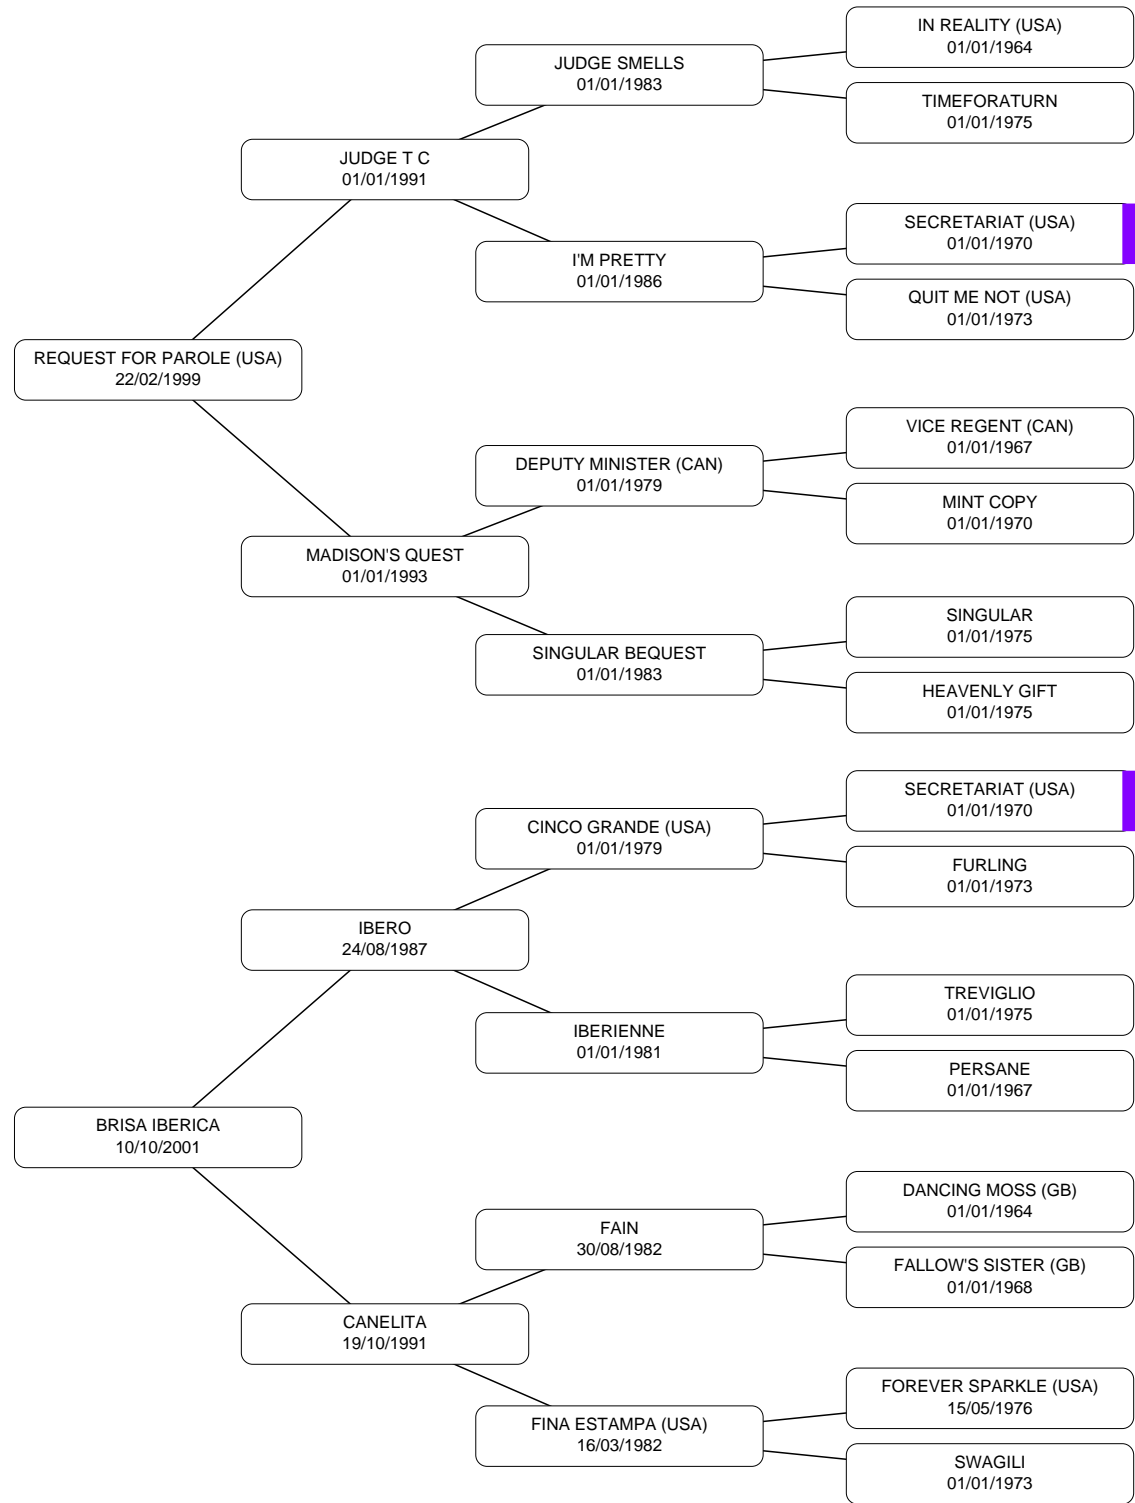 IN REALITY (USA)
01/01/1964
JUDGE SMELLS
01/01/1983
TIMEFORATURN
01/01/1975
JUDGE T C
01/01/1991
SECRETARIAT (USA)
01/01/1970
I'M PRETTY
01/01/1986
QUIT ME NOT (USA)
01/01/1973
REQUEST FOR PAROLE (USA)
22/02/1999
VICE REGENT (CAN)
01/01/1967
DEPUTY MINISTER (CAN)
01/01/1979
MINT COPY
01/01/1970
MADISON'S QUEST
01/01/1993
SINGULAR
01/01/1975
SINGULAR BEQUEST
01/01/1983
HEAVENLY GIFT
01/01/1975
SECRETARIAT (USA)
01/01/1970
CINCO GRANDE (USA)
01/01/1979
FURLING
01/01/1973
IBERO
24/08/1987
TREVIGLIO
01/01/1975
IBERIENNE
01/01/1981
PERSANE
01/01/1967
BRISA IBERICA
10/10/2001
DANCING MOSS (GB)
01/01/1964
FAIN
30/08/1982
FALLOW'S SISTER (GB)
01/01/1968
CANELITA
19/10/1991
FOREVER SPARKLE (USA)
15/05/1976
FINA ESTAMPA (USA)
16/03/1982
SWAGILI
01/01/1973